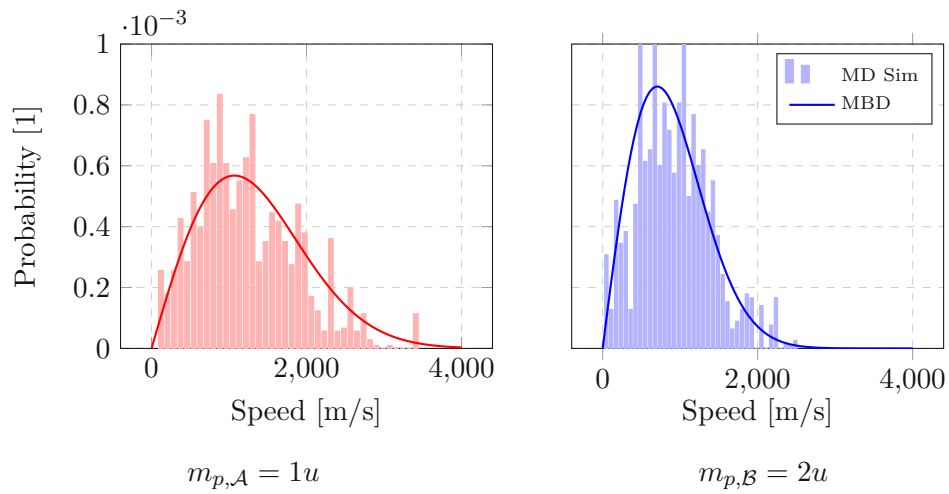 ·10⁻³
1
0.8
0.6
0.4
0.2
0
Probability [1]
0 2,000 4,000
Speed [m/s]
m_{p,𝒜} = 1u
MD Sim
MBD
0 2,000 4,000
Speed [m/s]
m_{p,ℬ} = 2u